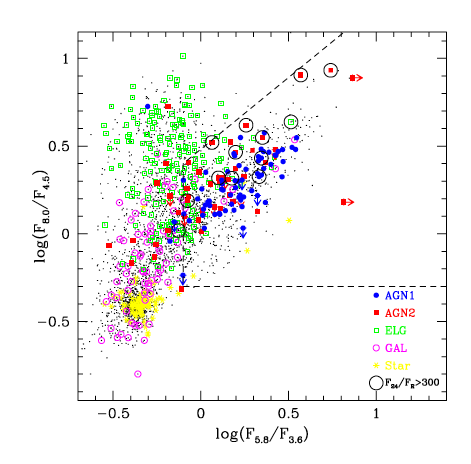 1
0.5
0
−0.5
log(F8.0/F4.5)
AGN1
AGN2
ELG
GAL
Star
F24/FR>300
−0.5
0
0.5
1
log(F5.8/F3.6)